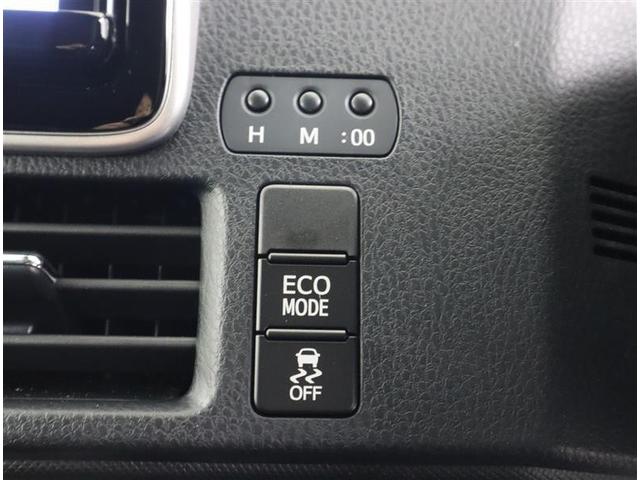 H M :00
ECO
MODE
OFF